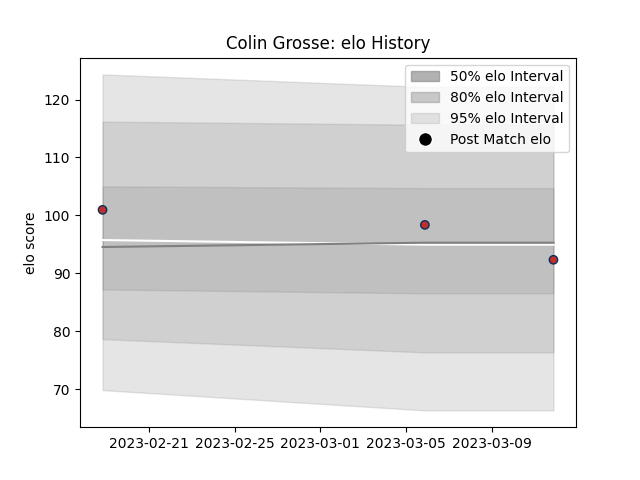 Colin Grosse: elo History
50% elo Interval
80% elo Interval
95% elo Interval
Post Match elo
elo score
120
110
100
90
80
70
2023-02-21 2023-02-25 2023-03-01 2023-03-05 2023-03-09